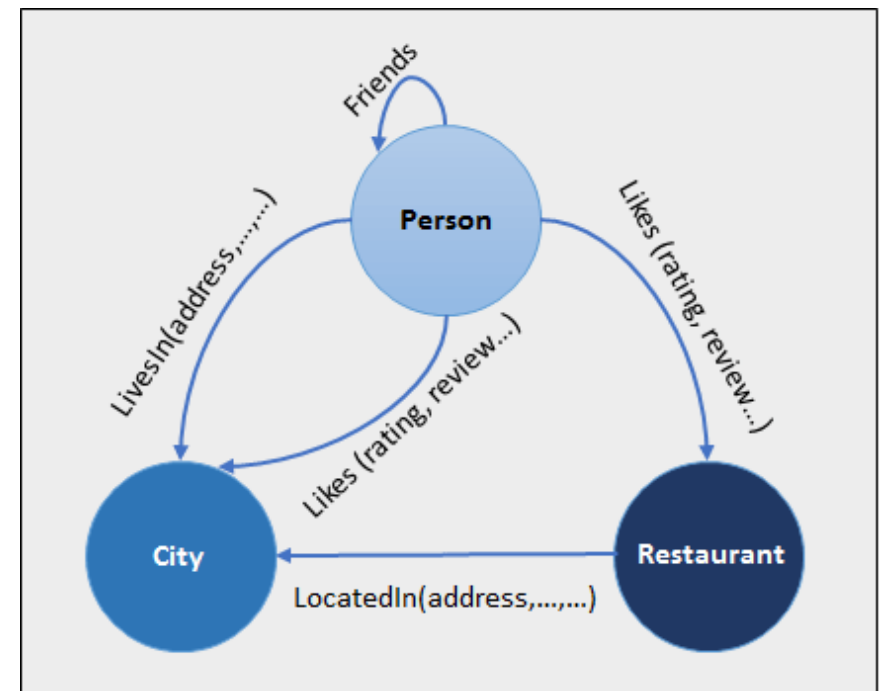 Friends
Person
LivesIn(address,...,...)
Likes (rating, review...)
Likes (rating, review...)
City
Restaurant
LocatedIn(address,...,...)